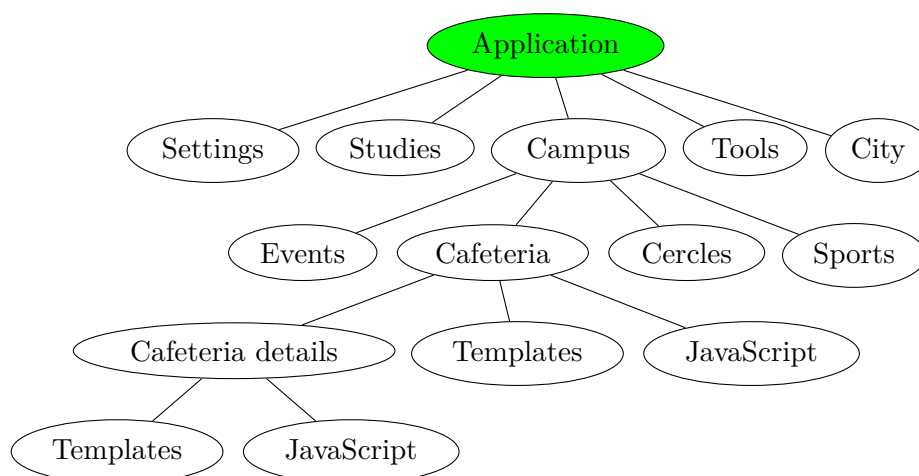 Application
Settings Studies Campus Tools City
Events Cafeteria Cercles Sports
Cafeteria details Templates JavaScript
Templates JavaScript